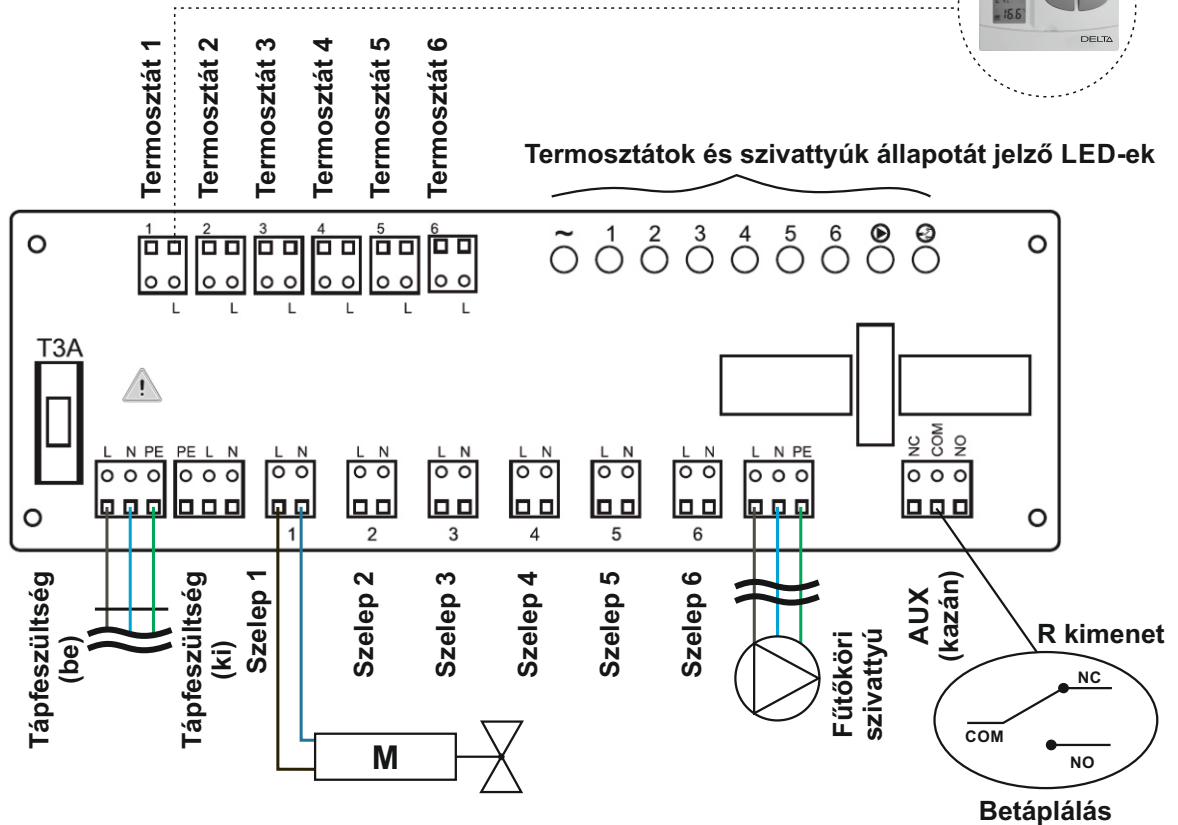 16.6°
DELTA
Termosztát 1
Termosztát 2
Termosztát 3
Termosztát 4
Termosztát 5
Termosztát 6
Termosztátok és szivattyúk állapotát jelző LED-ek
1 2 3 4 5 6
~ 1 2 3 4 5 6
L L L L L L
T3A
!
L N PE PE L N L N L N L N L N L N L N L N PE NC COM NO
1 2 3 4 5 6
Tápfeszültség
(be)
Tápfeszültség
(ki)
Szelep 1
Szelep 2
Szelep 3
Szelep 4
Szelep 5
Szelep 6
Fűtőköri
szivattyú
AUX
(kazán)
R kimenet
NC
COM
NO
M
Betáplálás